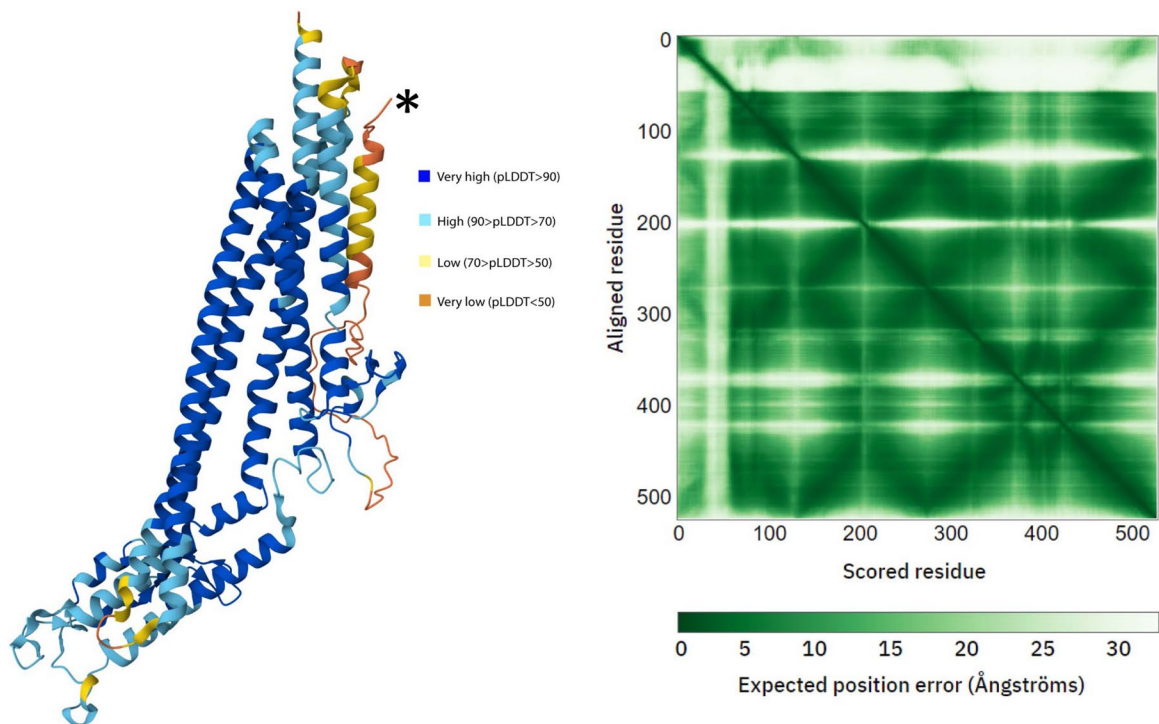 *
Very high (pLDDT>90)
High (90>pLDDT>70)
Low (70>pLDDT>50)
Very low (pLDDT<50)
0
100
200
300
400
500
Aligned residue
0 100 200 300 400 500
Scored residue
0 5 10 15 20 25 30
Expected position error (Ångströms)